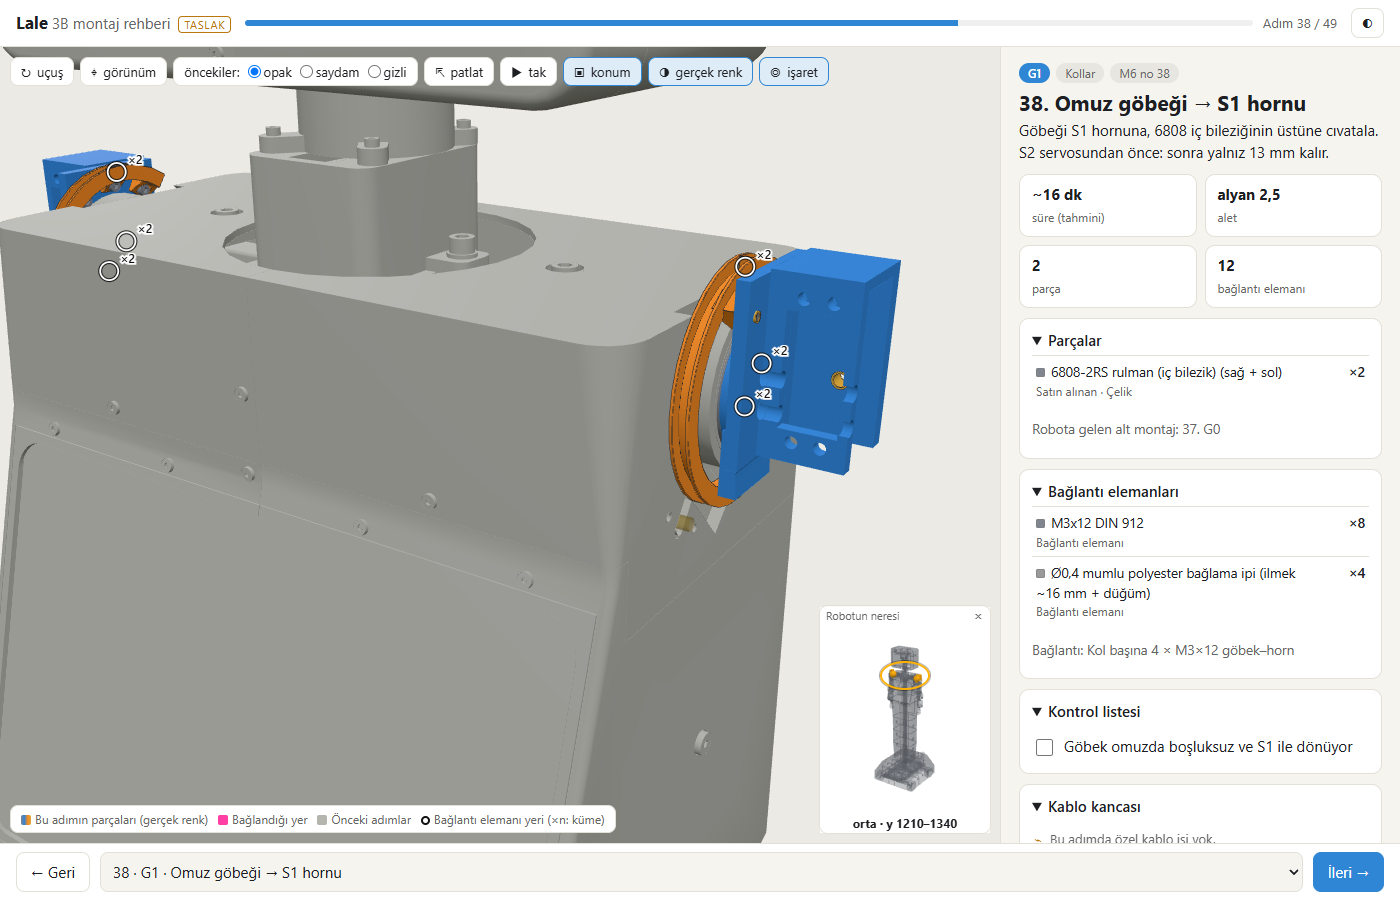 Lale 3B montaj rehberi TASLAK
Adım 38 / 49
↻ uçuş
⌖ görünüm
öncekiler: opak saydam gizli
⇱ patlat
▶ tak
▣ konum
◑ gerçek renk
◎ işaret
×2
×2
×2
×2
×2
×2
Robotun neresi ×
orta · y 1210–1340
Bu adımın parçaları (gerçek renk) Bağlandığı yer Önceki adımlar Bağlantı elemanı yeri (×n: küme)
G1 Kollar M6 no 38
38. Omuz göbeği → S1 hornu
Göbeği S1 hornuna, 6808 iç bileziğinin üstüne cıvatala.
S2 servosundan önce: sonra yalnız 13 mm kalır.
~16 dk
süre (tahmini)
alyan 2,5
alet
2
parça
12
bağlantı elemanı
▼ Parçalar
6808-2RS rulman (iç bilezik) (sağ + sol) ×2
Satın alınan · Çelik
Robota gelen alt montaj: 37. G0
▼ Bağlantı elemanları
M3x12 DIN 912 ×8
Bağlantı elemanı
Ø0,4 mumlu polyester bağlama ipi (ilmek ×4
~16 mm + düğüm)
Bağlantı elemanı
Bağlantı: Kol başına 4 × M3×12 göbek–horn
▼ Kontrol listesi
Göbek omuzda boşluksuz ve S1 ile dönüyor
▼ Kablo kancası
Bu adımda özel kablo işi yok.
← Geri
38 · G1 · Omuz göbeği → S1 hornu
İleri →